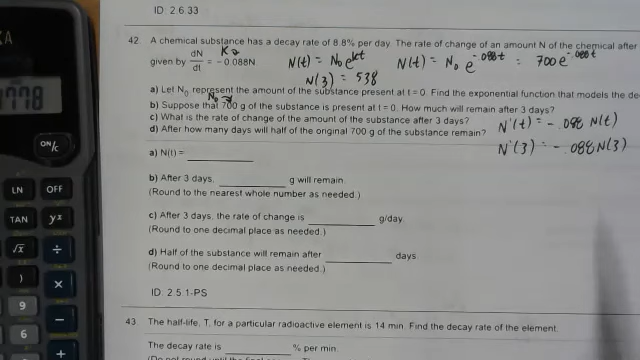 ID: 2.6.33
42. A chemical substance has a decay rate of 8.8% per day. The rate of change of an amount N of the chemical after
given by dN/dt = -0.088N.
N(t) = N₀e^kt
N(t) = N₀ e^-.088t = 700e^-.088t
N(3) = 538
a) Let N₀ represent the amount of the substance present at t = 0. Find the exponential function that models the de
b) Suppose that 700 g of the substance is present at t = 0. How much will remain after 3 days?
c) What is the rate of change of the amount of the substance after 3 days?
d) After how many days will half of the original 700 g of the substance remain?
N'(t) = -.088 N(t)
N'(3) = -.088N(3)
a) N(t) = ________
b) After 3 days, ________ g will remain.
(Round to the nearest whole number as needed.)
c) After 3 days, the rate of change is ________ g/day.
(Round to one decimal place as needed.)
d) Half of the substance will remain after ________ days
(Round to one decimal place as needed.)
ID: 2.5.1-PS
43 The half-life, T, for a particular radioactive element is 14 min. Find the decay rate of the element.
The decay rate is ________ % per min.
ON/C
LN OFF
TAN yˣ
√x ÷
) ×
9 −
6 +